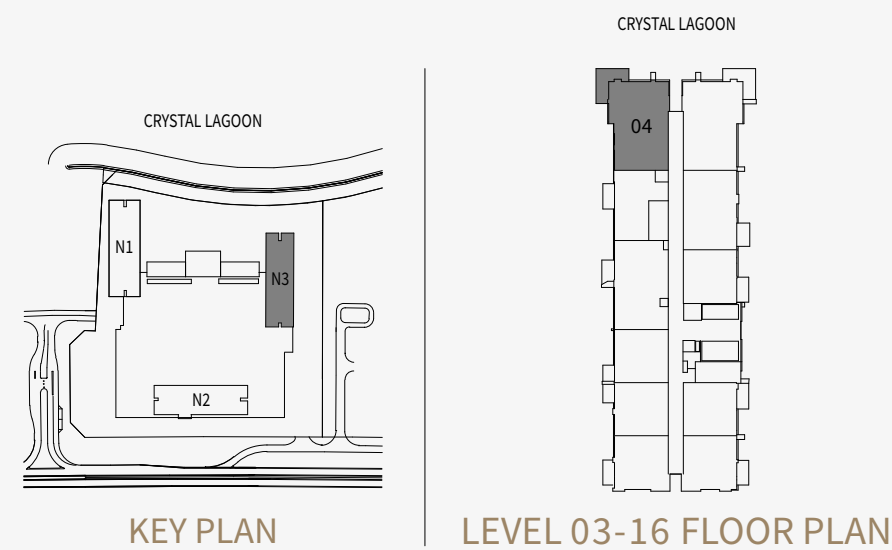 CRYSTAL LAGOON
N1
N3
N2
KEY PLAN
CRYSTAL LAGOON
04
LEVEL 03-16 FLOOR PLAN